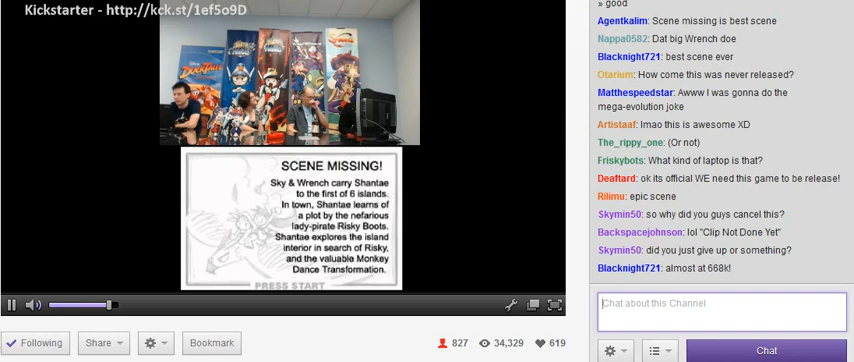 Kickstarter - http://kck.st/1ef5o9D
DUCKTALES
SHANTAE
SCENE MISSING!
Sky & Wrench carry Shantae
to the first of 6 islands.
In town, Shantae learns of
a plot by the nefarious
lady-pirate Risky Boots.
Shantae explores the island
interior in search of Risky,
and the valuable Monkey
Dance Transformation.
PRESS START
Following
Share
Bookmark
827
34,329
619
» good
Agentkalim: Scene missing is best scene
Nappa0582: Dat big Wrench doe
Blacknight721: best scene ever
Otarium: How come this was never released?
Matthespeedstar: Awww I was gonna do the
mega-evolution joke
Artistaaf: lmao this is awesome XD
The_rippy_one: (Or not)
Friskybots: What kind of laptop is that?
Deaftard: ok its official WE need this game to be release!
Rilimu: epic scene
Skymin50: so why did you guys cancel this?
Backspacejohnson: lol "Clip Not Done Yet"
Skymin50: did you just give up or something?
Blacknight721: almost at 668k!
Chat about this Channel
Chat